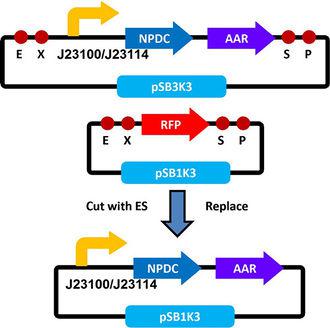 NPDC AAR
E X J23100/J23114 S P
pSB3K3
RFP
E X S P
pSB1K3
Cut with ES Replace
NPDC AAR
J23100/J23114
pSB1K3